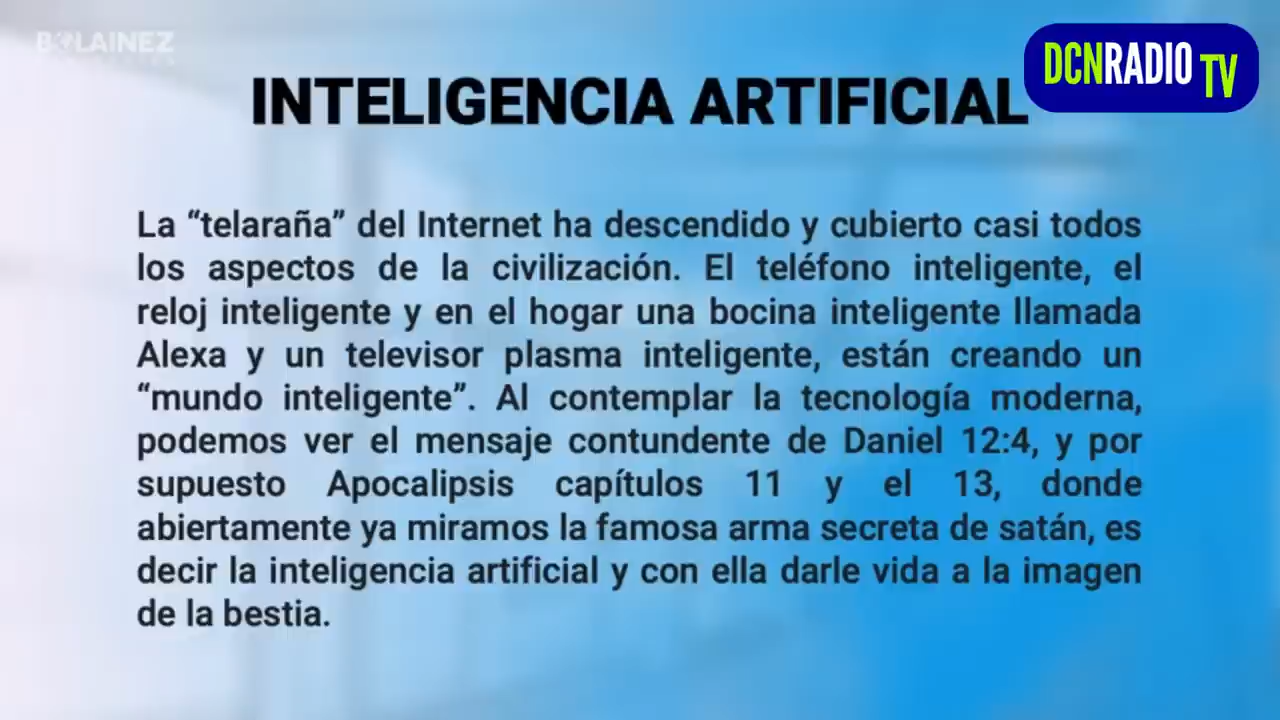 BOLAINEZ
DCNRADIO TV
INTELIGENCIA ARTIFICIAL
La “telaraña” del Internet ha descendido y cubierto casi todos
los aspectos de la civilización. El teléfono inteligente, el
reloj inteligente y en el hogar una bocina inteligente llamada
Alexa y un televisor plasma inteligente, están creando un
“mundo inteligente”. Al contemplar la tecnología moderna,
podemos ver el mensaje contundente de Daniel 12:4, y por
supuesto Apocalipsis capítulos 11 y el 13, donde
abiertamente ya miramos la famosa arma secreta de satán, es
decir la inteligencia artificial y con ella darle vida a la imagen
de la bestia.